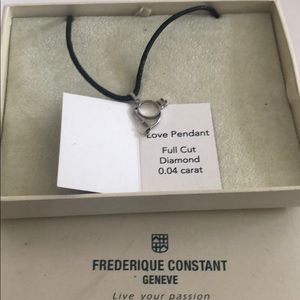 Love Pendant
Full Cut
Diamond
0.04 carat
FREDERIQUE CONSTANT
GENEVE
Live your passion